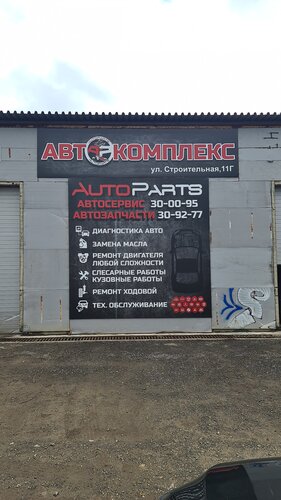 АВТОКОМПЛЕКС
ул. Строительная,11Г
AUTOPARTS
АВТОСЕРВИС 30-00-95
АВТОЗАПЧАСТИ 30-92-77
ДИАГНОСТИКА АВТО
ЗАМЕНА МАСЛА
РЕМОНТ ДВИГАТЕЛЯ
ЛЮБОЙ СЛОЖНОСТИ
СЛЕСАРНЫЕ РАБОТЫ
КУЗОВНЫЕ РАБОТЫ
РЕМОНТ ХОДОВОЙ
ТЕХ. ОБСЛУЖИВАНИЕ